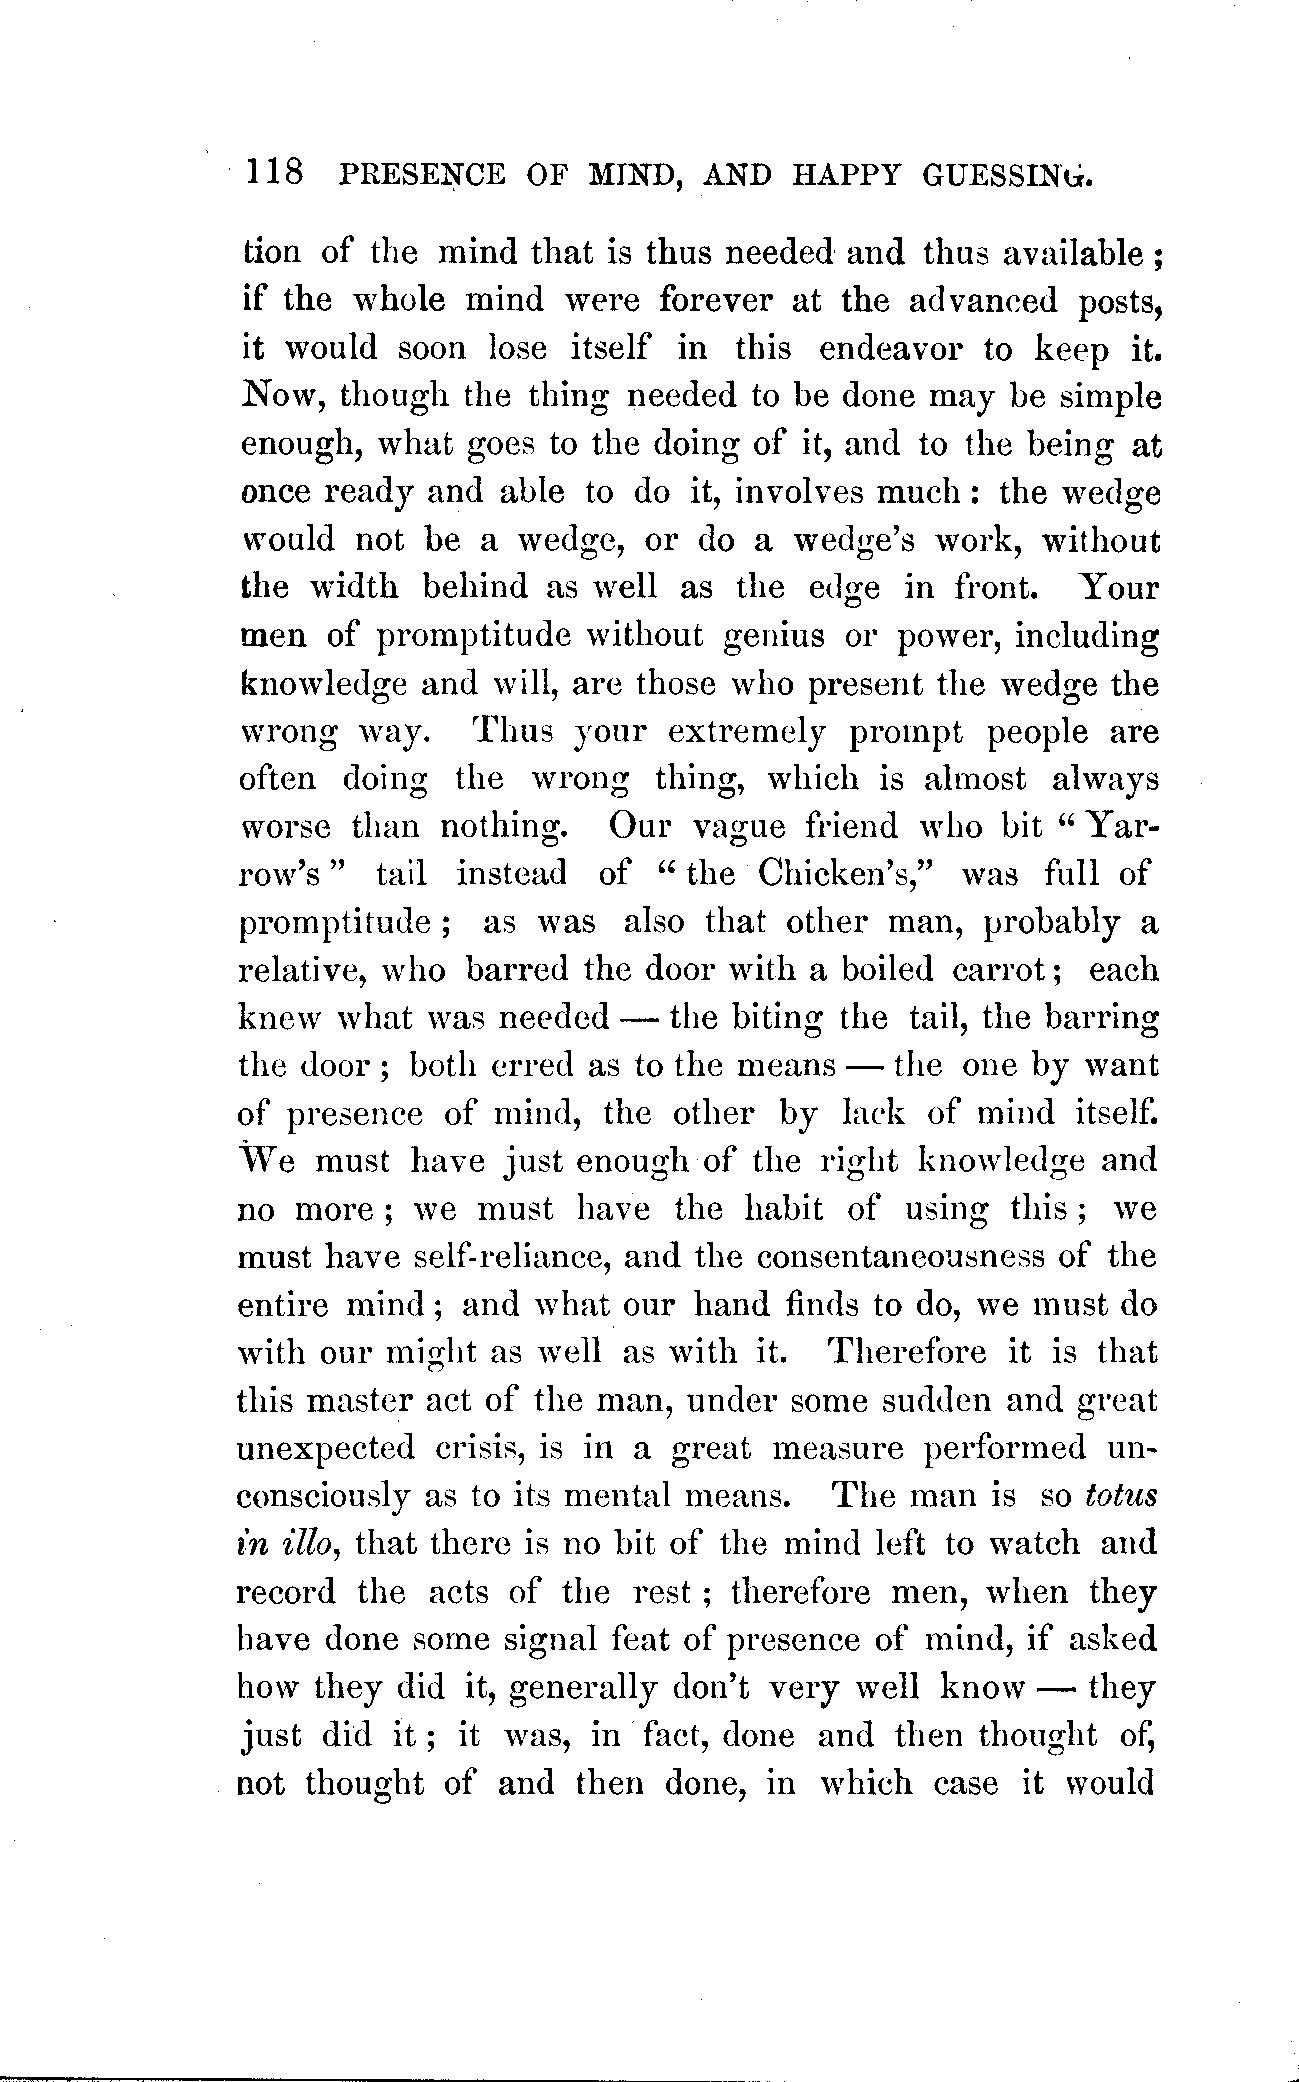 118 PRESENCE OF MIND, AND HAPPY GUESSING.
tion of the mind that is thus needed and thus available ;
if the whole mind were forever at the advanced posts,
it would soon lose itself in this endeavor to keep it.
Now, though the thing needed to be done may be simple
enough, what goes to the doing of it, and to the being at
once ready and able to do it, involves much : the wedge
would not be a wedge, or do a wedge's work, without
the width behind as well as the edge in front. Your
men of promptitude without genius or power, including
knowledge and will, are those who present the wedge the
wrong way. Thus your extremely prompt people are
often doing the wrong thing, which is almost always
worse than nothing. Our vague friend who bit “ Yar-
row's ” tail instead of “ the Chicken's,” was full of
promptitude ; as was also that other man, probably a
relative, who barred the door with a boiled carrot ; each
knew what was needed — the biting the tail, the barring
the door ; both erred as to the means — the one by want
of presence of mind, the other by lack of mind itself.
We must have just enough of the right knowledge and
no more ; we must have the habit of using this ; we
must have self-reliance, and the consentaneousness of the
entire mind ; and what our hand finds to do, we must do
with our might as well as with it. Therefore it is that
this master act of the man, under some sudden and great
unexpected crisis, is in a great measure performed un-
consciously as to its mental means. The man is so totus
in illo, that there is no bit of the mind left to watch and
record the acts of the rest ; therefore men, when they
have done some signal feat of presence of mind, if asked
how they did it, generally don't very well know — they
just did it ; it was, in fact, done and then thought of,
not thought of and then done, in which case it would